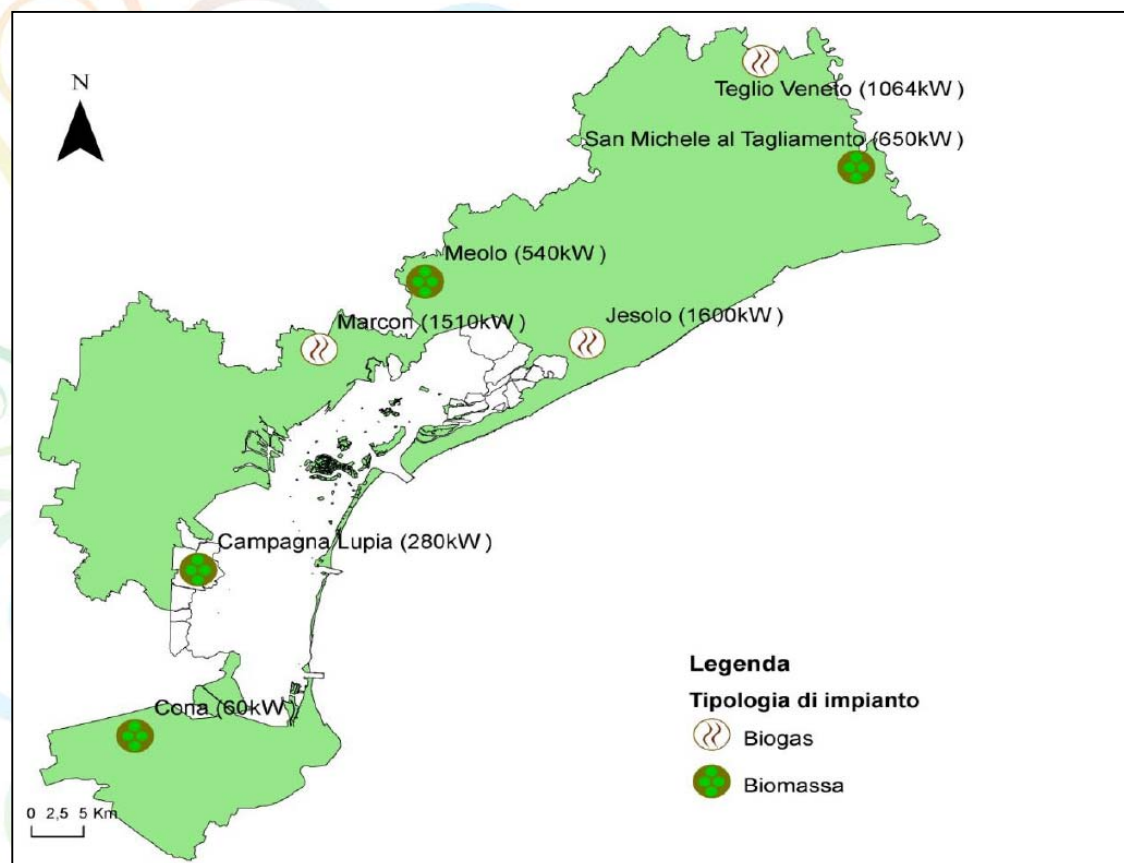 N
Teglio Veneto (1064kW)
San Michele al Tagliamento (650kW)
Meolo (540kW)
Marcon (1510kW)
Jesolo (1600kW)
Campagna Lupia (280kW)
Cona (60kW)
Legenda
Tipologia di impianto
Biogas
Biomassa
0 2,5 5 Km